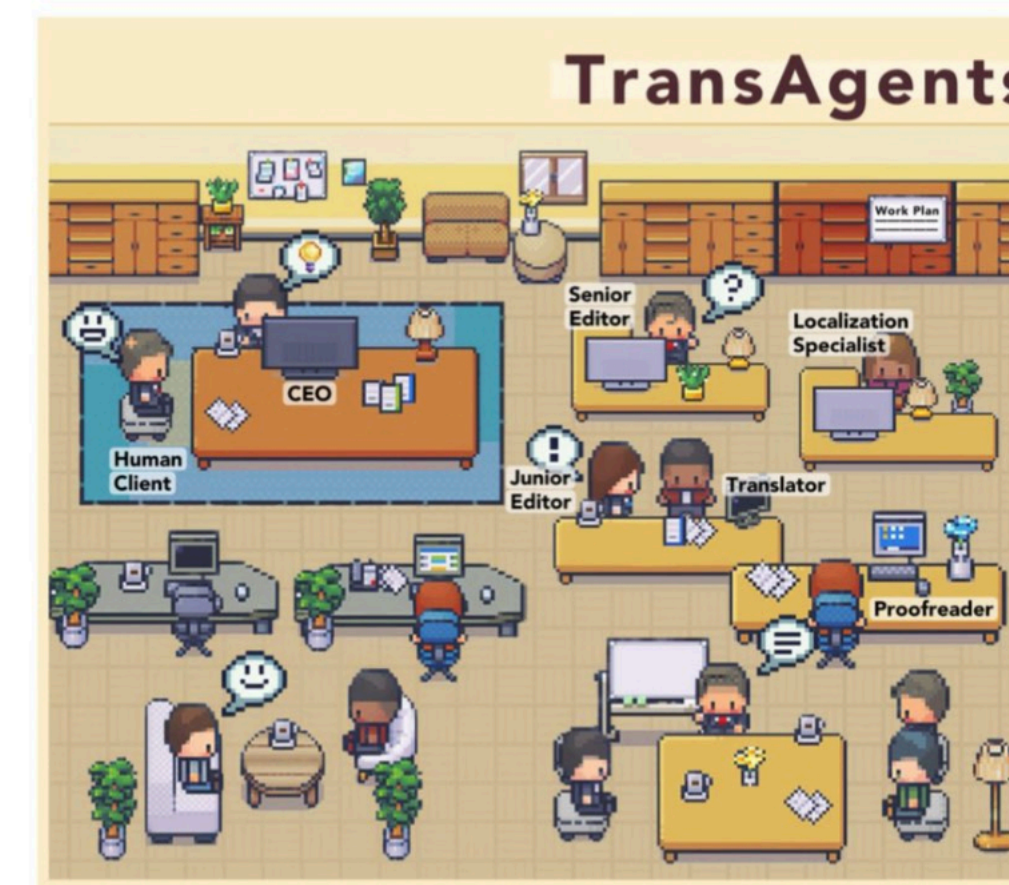 TransAgents
Work Plan
Senior
Editor
Localization
Specialist
CEO
Human
Client
Junior
Editor
Translator
Proofreader